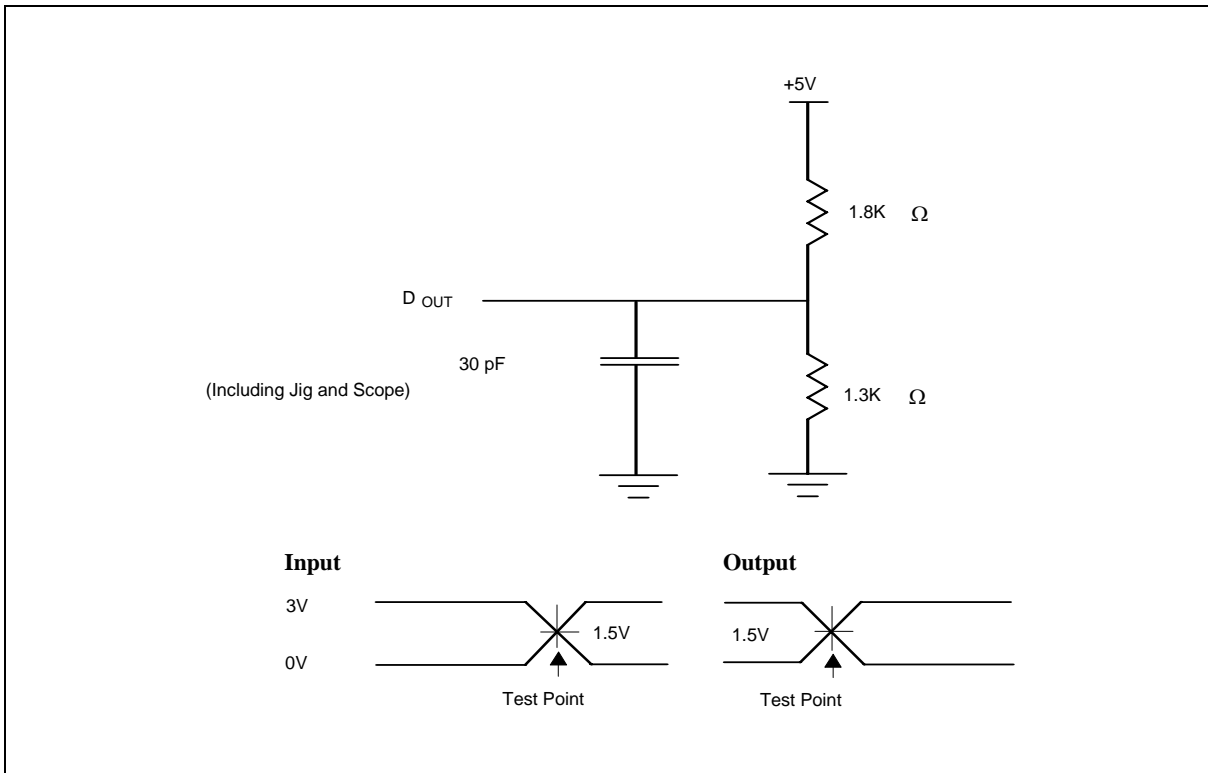 +5V
1.8K Ω
D OUT
30 pF
(Including Jig and Scope)
1.3K Ω
Input
Output
3V
1.5V
1.5V
0V
Test Point
Test Point